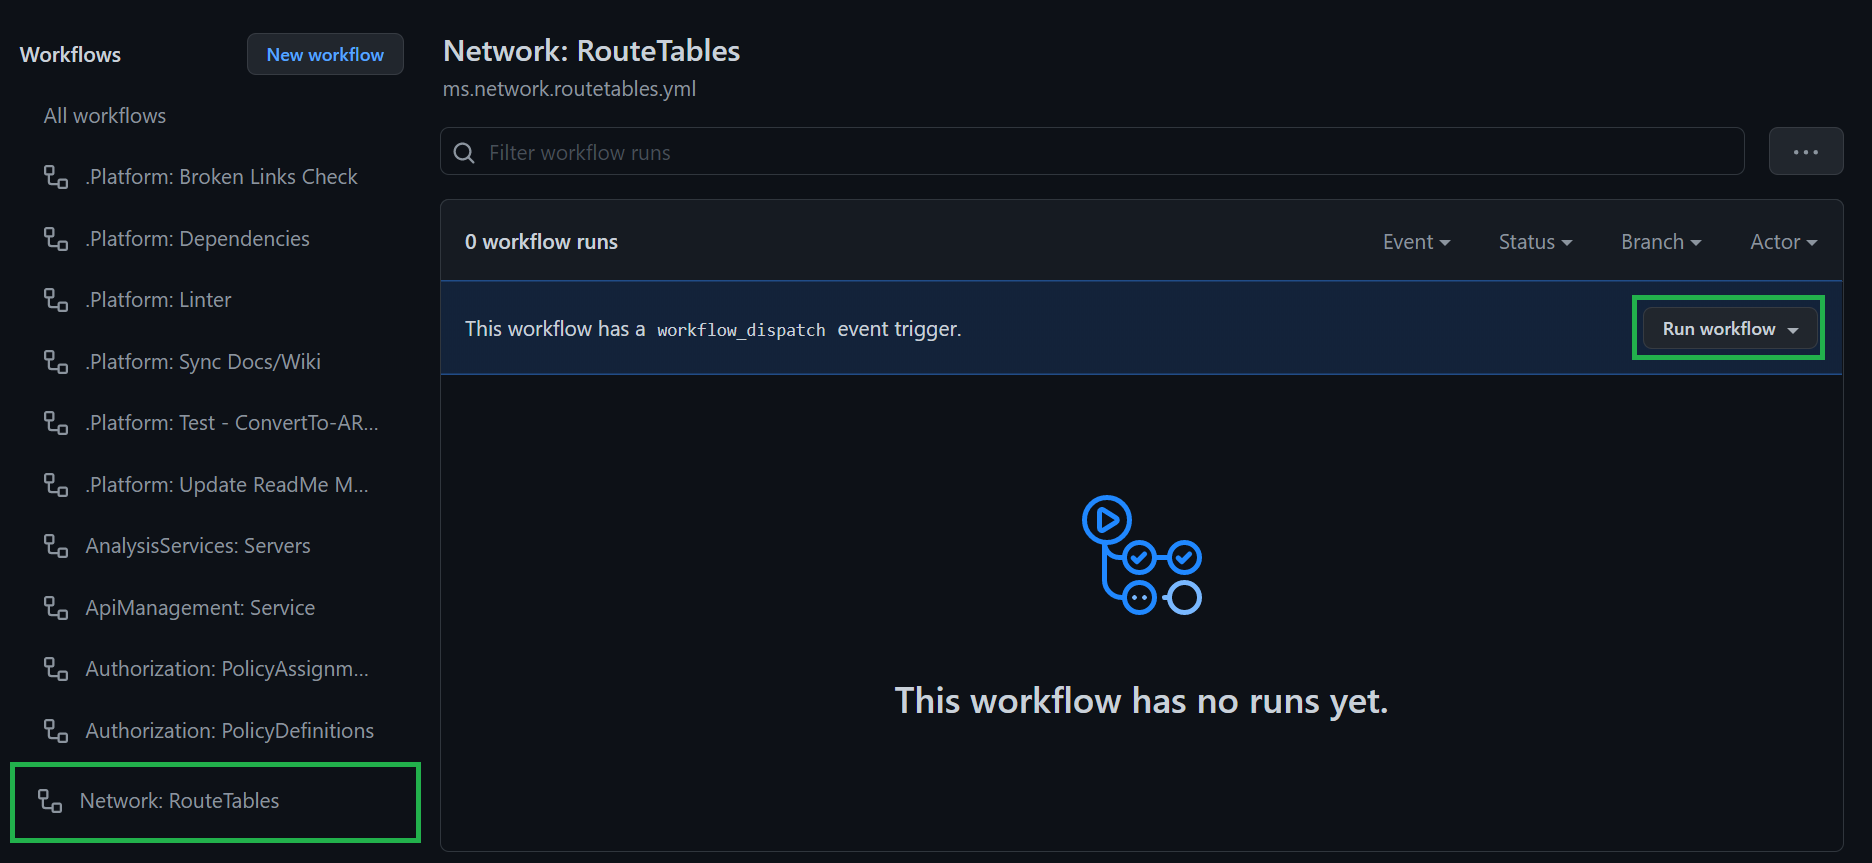 Workflows
New workflow
All workflows
.Platform: Broken Links Check
.Platform: Dependencies
.Platform: Linter
.Platform: Sync Docs/Wiki
.Platform: Test - ConvertTo-AR...
.Platform: Update ReadMe M...
AnalysisServices: Servers
ApiManagement: Service
Authorization: PolicyAssignm...
Authorization: PolicyDefinitions
Network: RouteTables
Network: RouteTables
ms.network.routetables.yml
Filter workflow runs
0 workflow runs
Event
Status
Branch
Actor
This workflow has a workflow_dispatch event trigger.
Run workflow
This workflow has no runs yet.